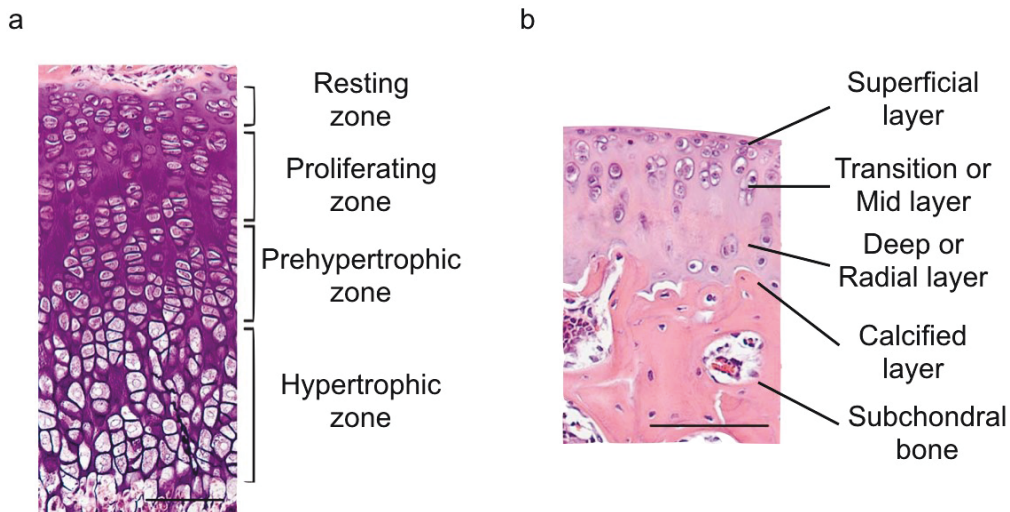 a
Resting
zone
Proliferating
zone
Prehypertrophic
zone
Hypertrophic
zone
b
Superficial
layer
Transition or
Mid layer
Deep or
Radial layer
Calcified
layer
Subchondral
bone